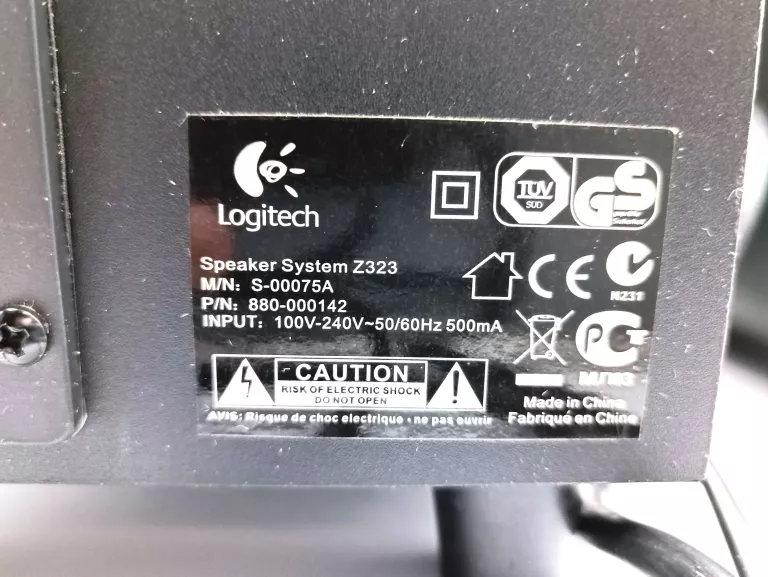 Logitech
TÜV
SUD
GS
Speaker System Z323
M/N: S-00075A
P/N: 880-000142
INPUT: 100V-240V~50/60Hz 500mA
CE
N231
CAUTION
RISK OF ELECTRIC SHOCK
DO NOT OPEN
AVIS: Risque de choc electrique - ne pas ouvrir
Made in China
Fabriqué en Chine